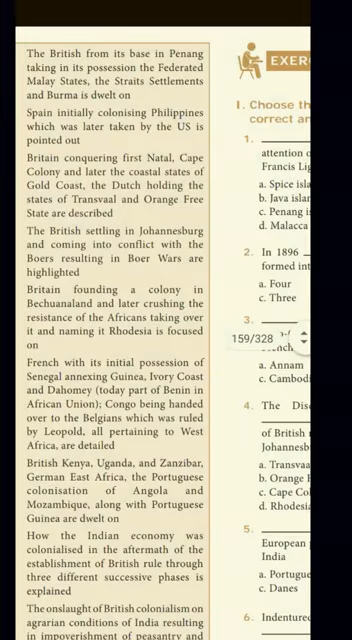 The British from its base in Penang
taking in its possession the Federated
Malay States, the Straits Settlements
and Burma is dwelt on
Spain initially colonising Philippines
which was later taken by the US is
pointed out
Britain conquering first Natal, Cape
Colony and later the coastal states of
Gold Coast, the Dutch holding the
states of Transvaal and Orange Free
State are described
The British settling in Johannesburg
and coming into conflict with the
Boers resulting in Boer Wars are
highlighted
Britain founding a colony in
Bechuanaland and later crushing the
resistance of the Africans taking over
it and naming it Rhodesia is focused
on
French with its initial possession of
Senegal annexing Guinea, Ivory Coast
and Dahomey (today part of Benin in
African Union); Congo being handed
over to the Belgians which was ruled
by Leopold, all pertaining to West
Africa, are detailed
British Kenya, Uganda, and Zanzibar,
German East Africa, the Portuguese
colonisation of Angola and
Mozambique, along with Portuguese
Guinea are dwelt on
How the Indian economy was
colonialised in the aftermath of the
establishment of British rule through
three different successive phases is
explained
The onslaught of British colonialism on
agrarian conditions of India resulting
in impoverishment of peasantry and
EXER
I. Choose th
correct an
1.
attention o
Francis Lig
a. Spice isla
b. Java islan
c. Penang i
d. Malacca
2. In 1896
formed int
a. Four
c. Three
3.
159/328
a. Annam
c. Cambodi
4. The Dis
of British
Johannesb
a. Transvaa
b. Orange
c. Cape Col
d. Rhodesia
5.
European
India
a. Portugue
c. Danes
6. Indentured